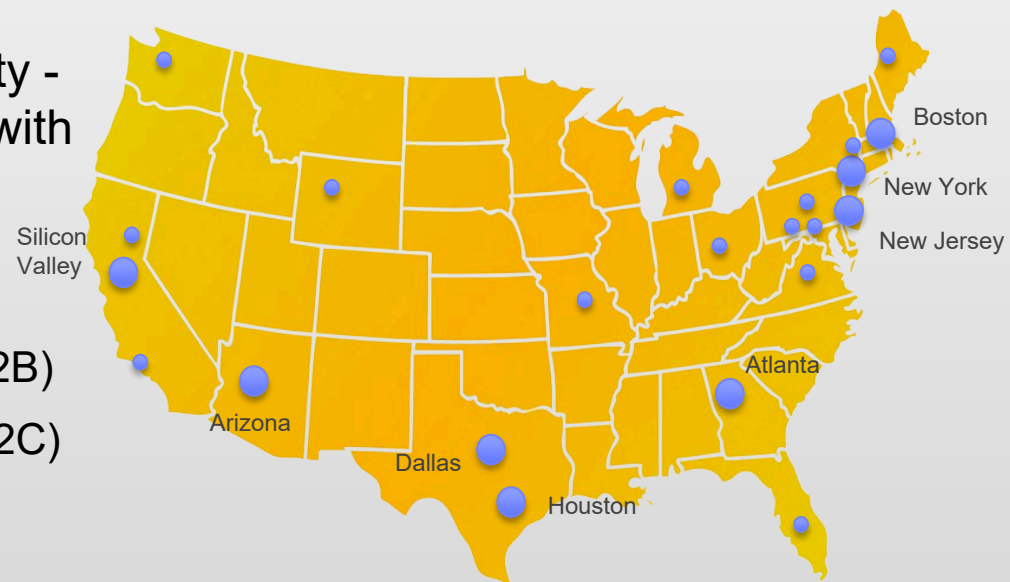 ty -
with
2B)
2C)
Boston
New York
New Jersey
Silicon
Valley
Atlanta
Arizona
Dallas
Houston